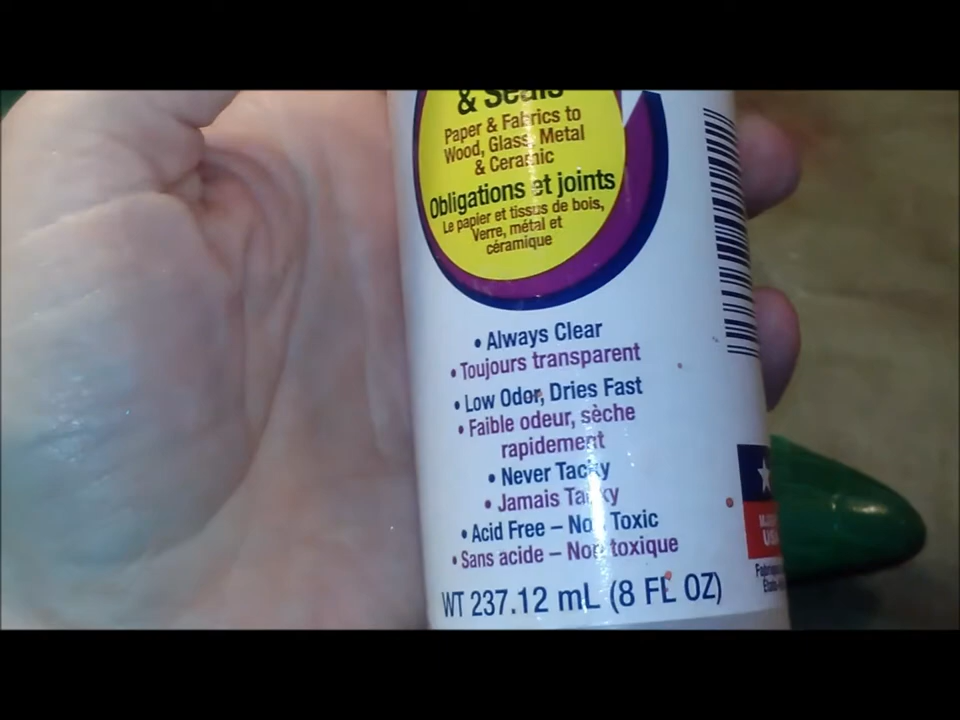 & Seals
Paper & Fabrics to
Wood, Glass, Metal
& Ceramic
Obligations et joints
Le papier et tissus de bois,
Verre, métal et
céramique
• Always Clear
• Toujours transparent
• Low Odor, Dries Fast
• Faible odeur, sèche
rapidement
• Never Tacky
• Jamais Tacky
• Acid Free – Non Toxic
• Sans acide – Non toxique
WT 237.12 mL (8 FL OZ)
USA